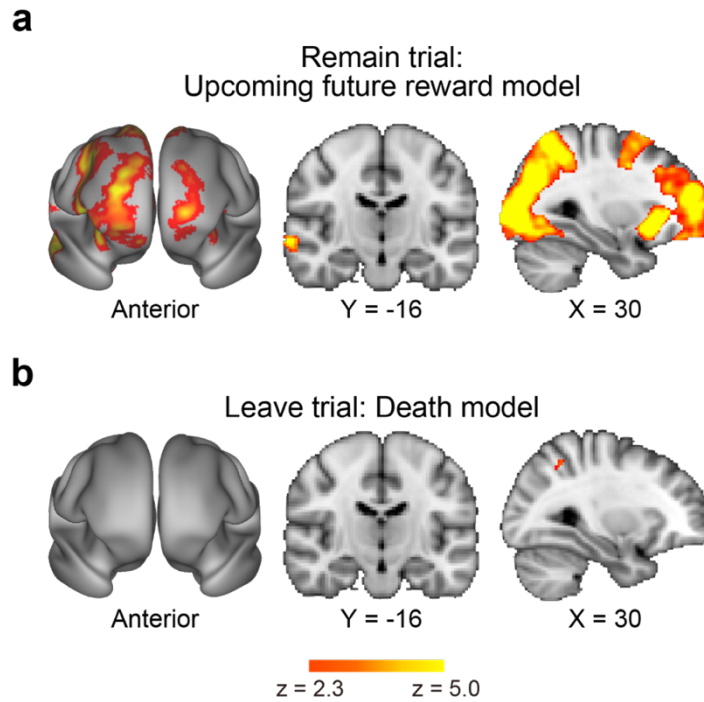 a
Remain trial:
Upcoming future reward model
Anterior
Y = -16
X = 30
b
Leave trial: Death model
Anterior
Y = -16
X = 30
z = 2.3
z = 5.0